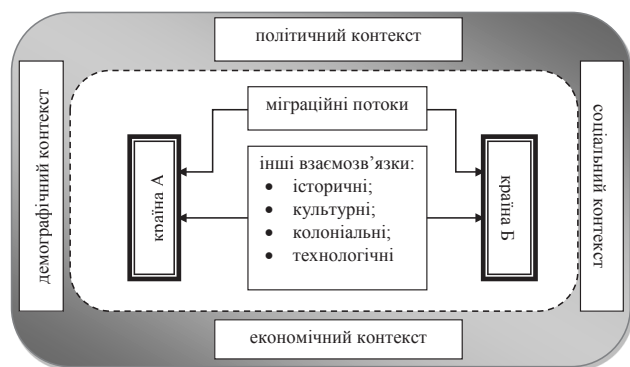 політичний контекст
демографічний контекст
міграційні потоки
країна А
інші взаємозв’язки:
• історичні;
• культурні;
• колоніальні;
• технологічні
країна Б
соціальний контекст
економічний контекст